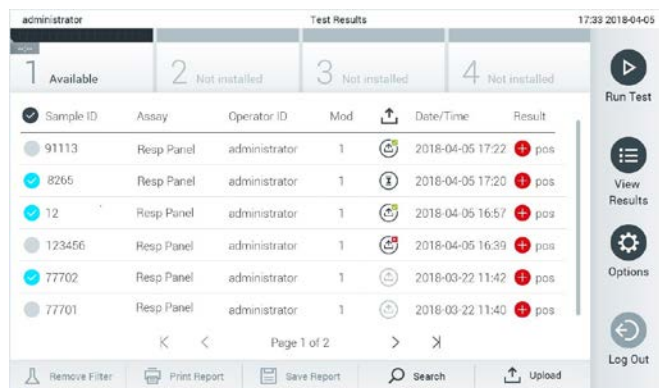 administrator Test Results 17:33 2018-04-05
1 Available 2 Not installed 3 Not installed 4 Not installed
Run Test
Sample ID Assay Operator ID Mod Date/Time Result
91113 Resp Panel administrator 1 2018-04-05 17:22 pos
8265 Resp Panel administrator 1 2018-04-05 17:20 pos
View
Results
12 Resp Panel administrator 1 2018-04-05 16:57 pos
123456 Resp Panel administrator 1 2018-04-05 16:39 pos
Options
77702 Resp Panel administrator 1 2018-03-22 11:42 pos
77701 Resp Panel administrator 1 2018-03-22 11:40 pos
Page 1 of 2
Log Out
Remove Filter Print Report Save Report Search Upload